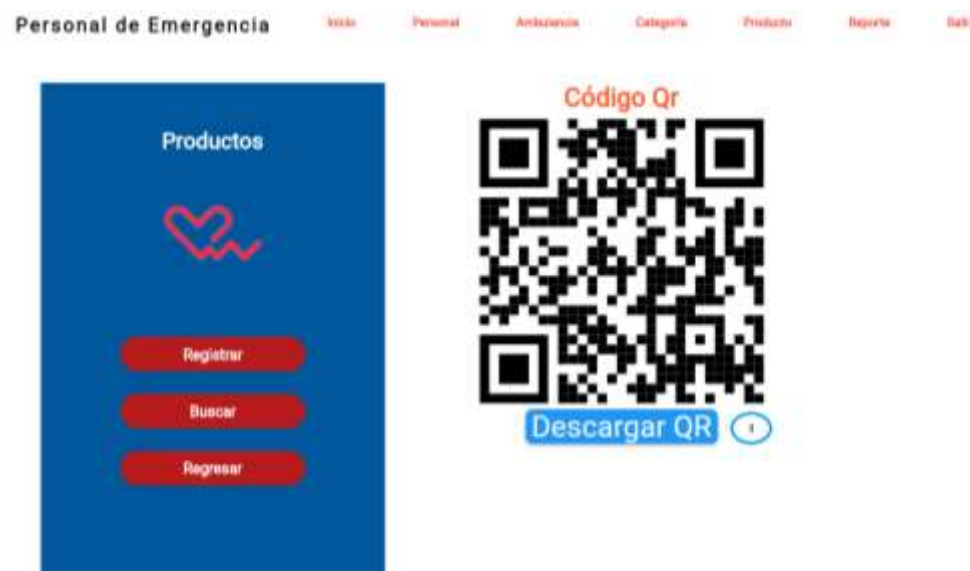 Personal de Emergencia
Inicio Personal Ambulancia Categoría Producto Reporte
Productos
Registrar
Buscar
Regresar
Código Qr
Descargar QR